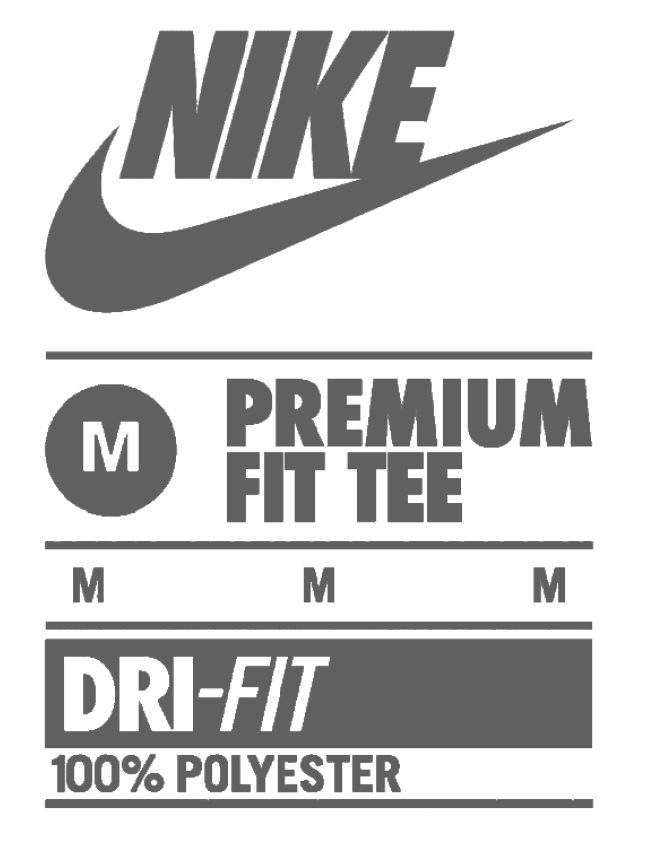 NIKE
M
PREMIUM
FIT TEE
M M M
DRI-FIT
100% POLYESTER